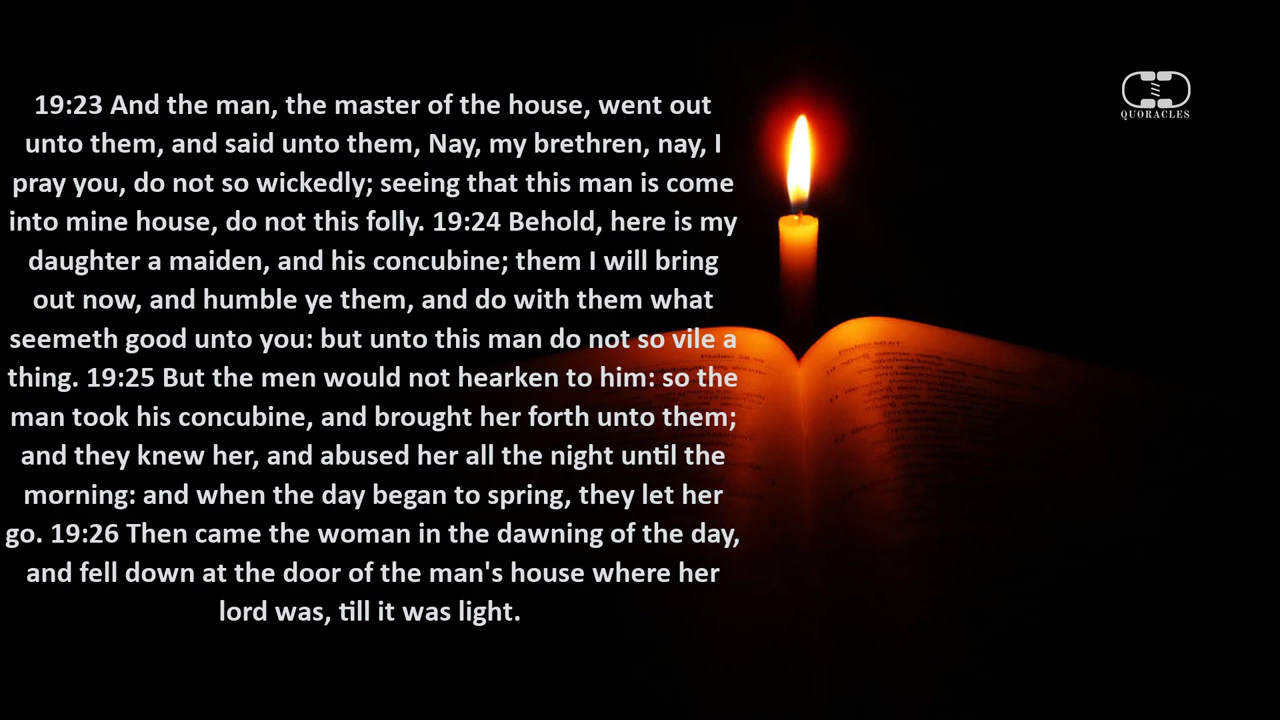 19:23 And the man, the master of the house, went out
unto them, and said unto them, Nay, my brethren, nay, I
pray you, do not so wickedly; seeing that this man is come
into mine house, do not this folly. 19:24 Behold, here is my
daughter a maiden, and his concubine; them I will bring
out now, and humble ye them, and do with them what
seemeth good unto you: but unto this man do not so vile a
thing. 19:25 But the men would not hearken to him: so the
man took his concubine, and brought her forth unto them;
and they knew her, and abused her all the night until the
morning: and when the day began to spring, they let her
go. 19:26 Then came the woman in the dawning of the day,
and fell down at the door of the man's house where her
lord was, till it was light.
QUORACLES